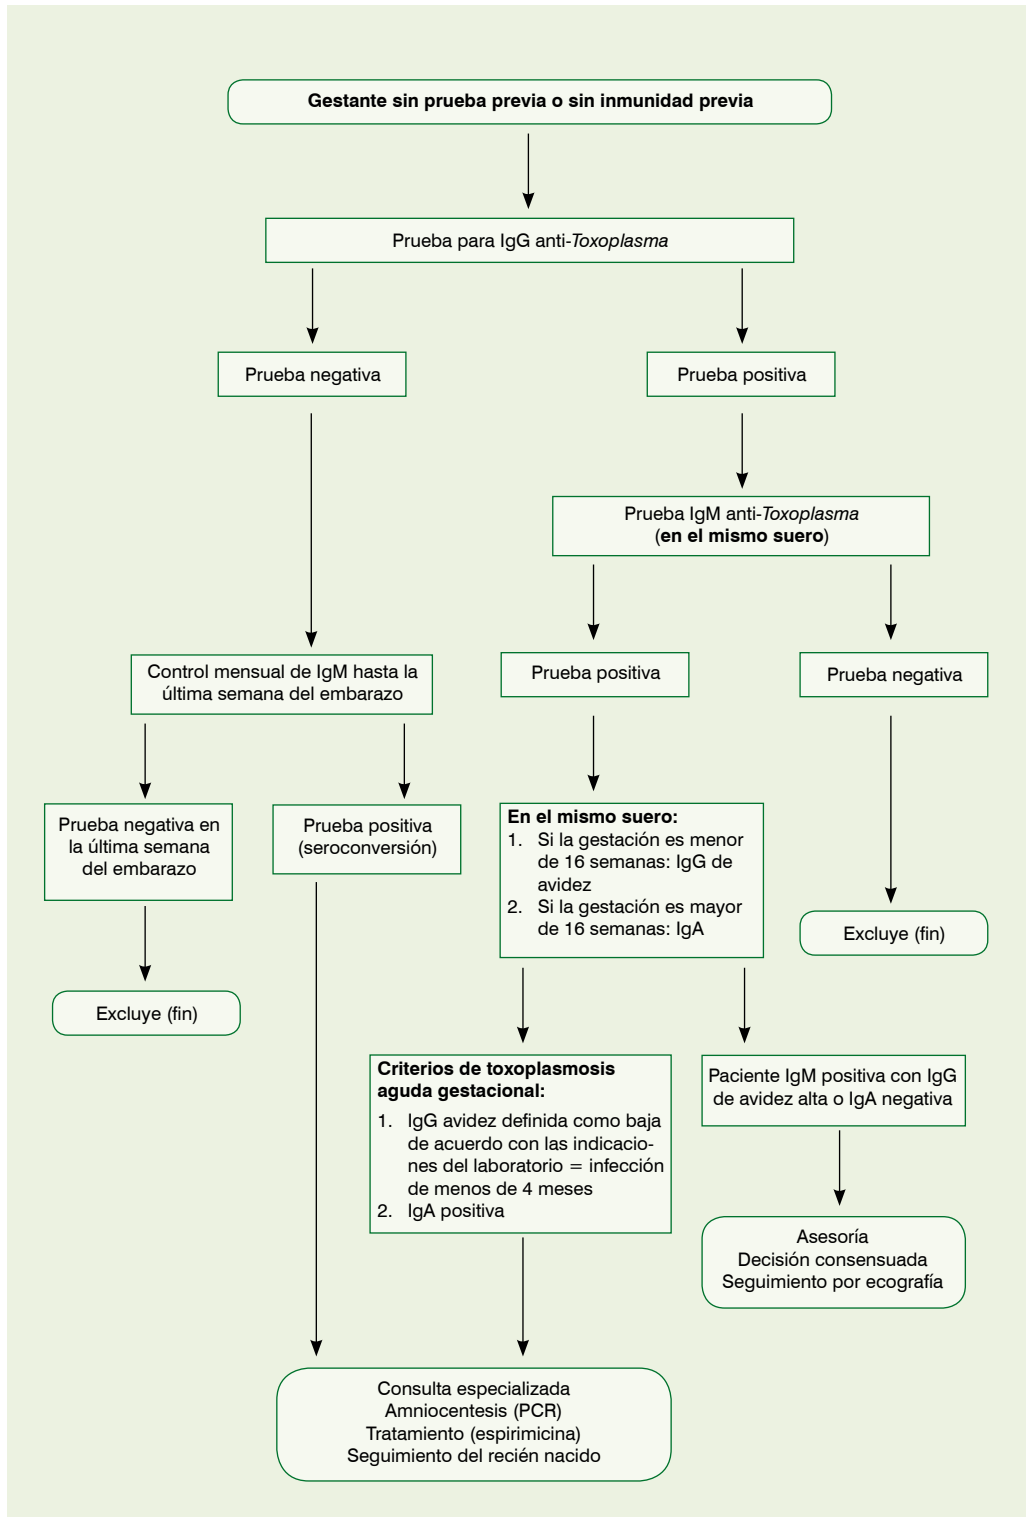 Gestante sin prueba previa o sin inmunidad previa
Prueba para IgG anti-Toxoplasma
Prueba negativa
Prueba positiva
Prueba IgM anti-Toxoplasma
(en el mismo suero)
Control mensual de IgM hasta la
última semana del embarazo
Prueba positiva
Prueba negativa
Prueba negativa en
la última semana
del embarazo
Prueba positiva
(seroconversión)
En el mismo suero:
1. Si la gestación es menor
de 16 semanas: IgG de
avidez
2. Si la gestación es mayor
de 16 semanas: IgA
Excluye (fin)
Excluye (fin)
Criterios de toxoplasmosis
aguda gestacional:
1. IgG avidez definida como baja
de acuerdo con las indicacio-
nes del laboratorio = infección
de menos de 4 meses
2. IgA positiva
Paciente IgM positiva con IgG
de avidez alta o IgA negativa
Asesoría
Decisión consensuada
Seguimiento por ecografía
Consulta especializada
Amniocentesis (PCR)
Tratamiento (espirimicina)
Seguimiento del recién nacido